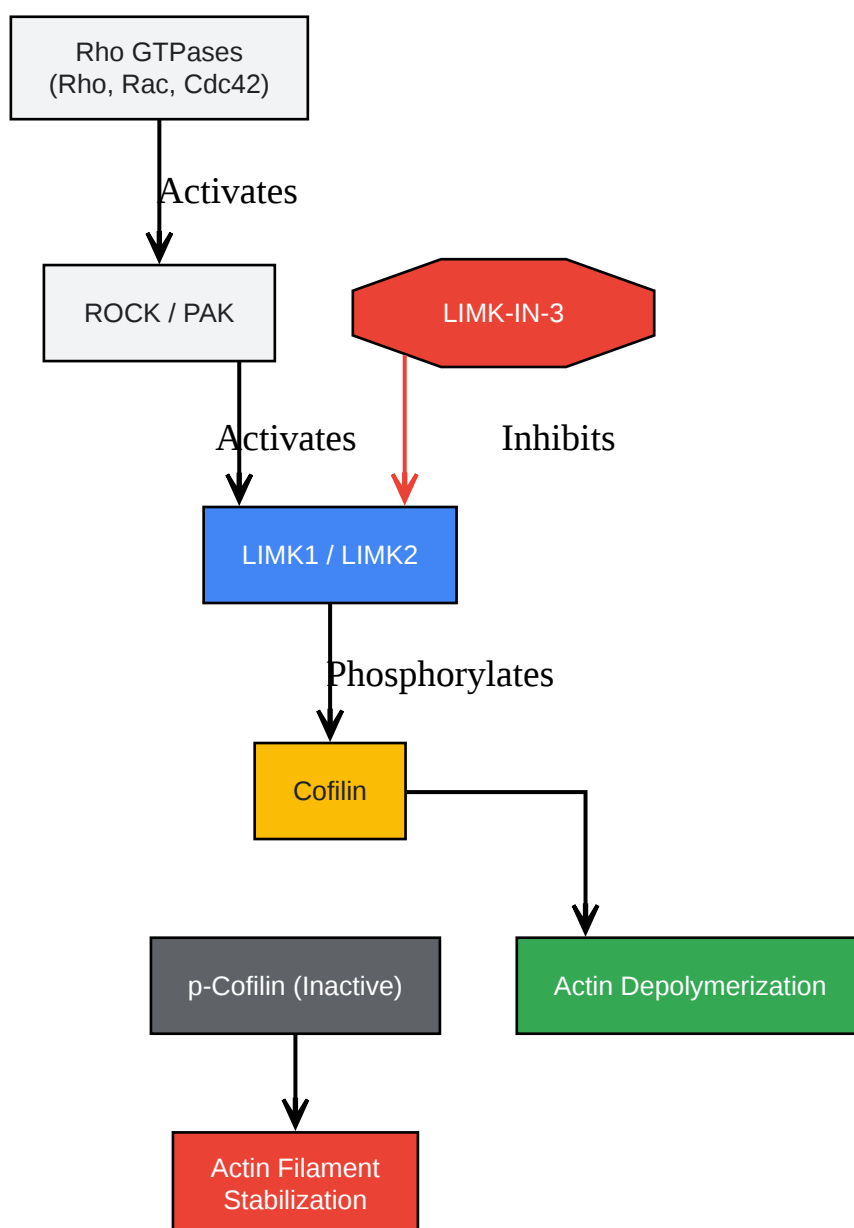 Rho GTPases
(Rho, Rac, Cdc42)
Activates
ROCK / PAK
LIMK-IN-3
Activates
Inhibits
LIMK1 / LIMK2
Phosphorylates
Cofilin
p-Cofilin (Inactive)
Actin Depolymerization
Actin Filament
Stabilization